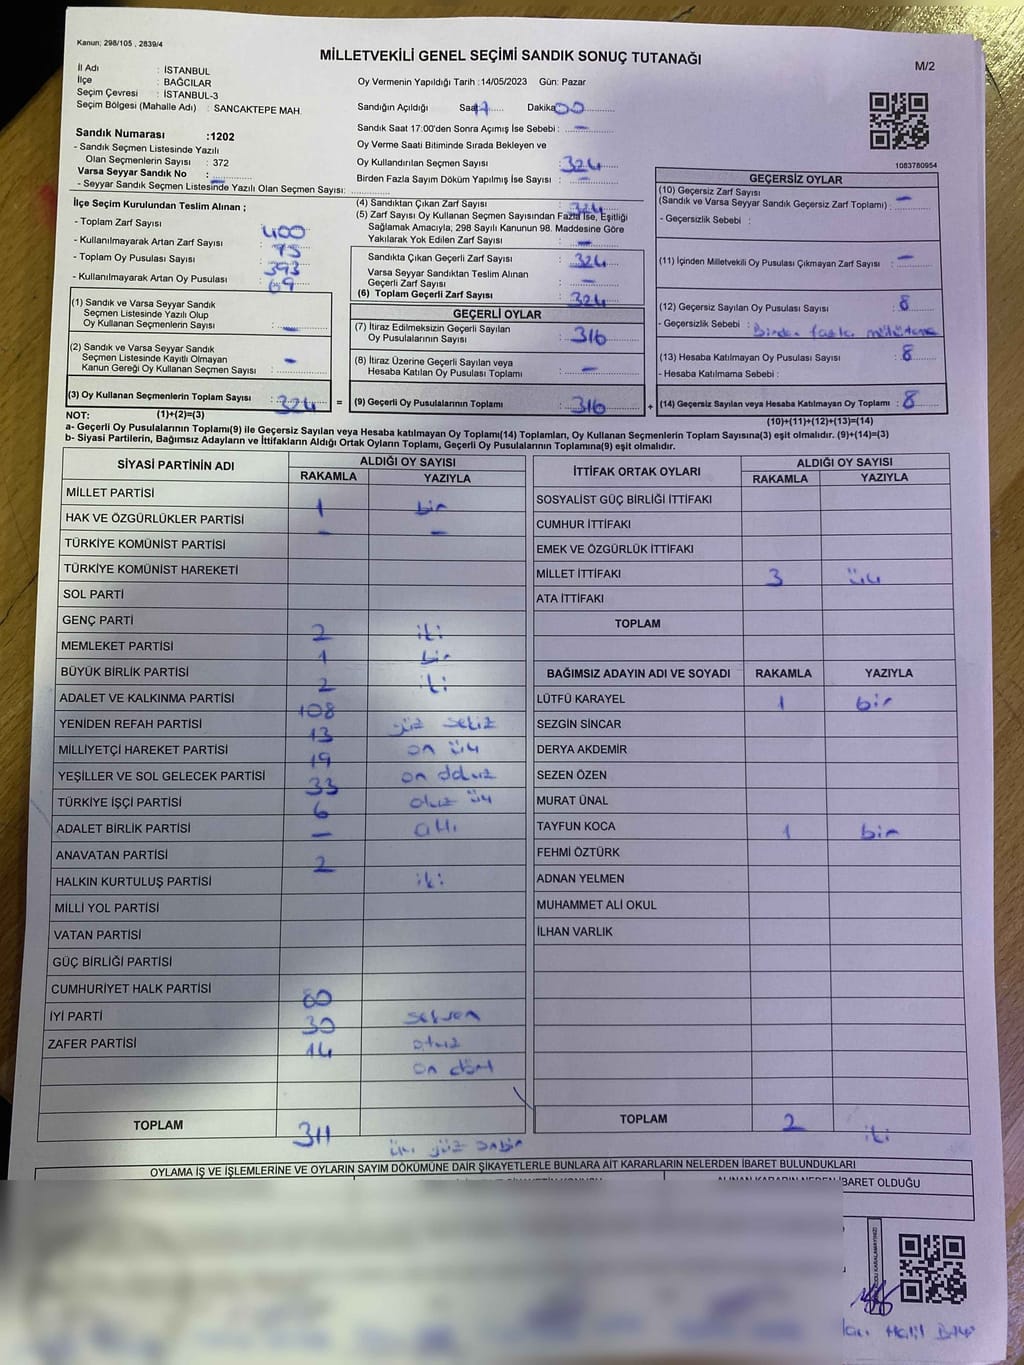 Kanun; 298/105 , 2839/4
MİLLETVEKİLİ GENEL SEÇİMİ SANDIK SONUÇ TUTANAĞI
M/2
İl Adı : İSTANBUL
İlçe : BAĞCILAR
Seçim Çevresi : İSTANBUL-3
Seçim Bölgesi (Mahalle Adı) : SANCAKTEPE MAH.
Oy Vermenin Yapıldığı Tarih :14/05/2023 Gün: Pazar
Sandığın Açıldığı Saat Dakika 00
Sandık Saat 17:00'den Sonra Açımış İse Sebebi : -
Oy Verme Saati Bitiminde Sırada Bekleyen ve
Oy Kullandırılan Seçmen Sayısı : 324
Birden Fazla Sayım Döküm Yapılmış İse Sayısı : -
1083780954
Sandık Numarası :1202
- Sandık Seçmen Listesinde Yazılı
Olan Seçmenlerin Sayısı : 372
Varsa Seyyar Sandık No : -
- Seyyar Sandık Seçmen Listesinde Yazılı Olan Seçmen Sayısı:
İlçe Seçim Kurulundan Teslim Alınan ;
- Toplam Zarf Sayısı : 400
- Kullanılmayarak Artan Zarf Sayısı : 75
- Toplam Oy Pusulası Sayısı : 393
- Kullanılmayarak Artan Oy Pusulası : 69
(1) Sandık ve Varsa Seyyar Sandık
Seçmen Listesinde Yazılı Olup
Oy Kullanan Seçmenlerin Sayısı : -
(2) Sandık ve Varsa Seyyar Sandık
Seçmen Listesinde Kayıtlı Olmayan
Kanun Gereği Oy Kullanan Seçmen Sayısı : -
(3) Oy Kullanan Seçmenlerin Toplam Sayısı : 324 =
(4) Sandıktan Çıkan Zarf Sayısı : 324
(5) Zarf Sayısı Oy Kullanan Seçmen Sayısından Fazla İse, Eşitliği
Sağlamak Amacıyla, 298 Sayılı Kanunun 98. Maddesine Göre
Yakılarak Yok Edilen Zarf Sayısı : -
Sandıkta Çıkan Geçerli Zarf Sayısı : 324
Varsa Seyyar Sandıktan Teslim Alınan
Geçerli Zarf Sayısı : -
(6) Toplam Geçerli Zarf Sayısı : 324
GEÇERLİ OYLAR
(7) İtiraz Edilmeksizin Geçerli Sayılan
Oy Pusulalarının Sayısı : 316
(8) İtiraz Üzerine Geçerli Sayılan veya
Hesaba Katılan Oy Pusulası Toplamı : -
(9) Geçerli Oy Pusulalarının Toplamı : 316 +
GEÇERSİZ OYLAR
(10) Geçersiz Zarf Sayısı
(Sandık ve Varsa Seyyar Sandık Geçersiz Zarf Toplamı) : -
- Geçersizlik Sebebi :
(11) İçinden Milletvekili Oy Pusulası Çıkmayan Zarf Sayısı : -
(12) Geçersiz Sayılan Oy Pusulası Sayısı : 8
- Geçersizlik Sebebi : Birden fazla
(13) Hesaba Katılmayan Oy Pusulası Sayısı : 8
- Hesaba Katılmama Sebebi :
(14) Geçersiz Sayılan veya Hesaba Katılmayan Oy Toplamı : 8
NOT: (1)+(2)=(3)
(10)+(11)+(12)+(13)=(14)
a- Geçerli Oy Pusulalarının Toplamı(9) ile Geçersiz Sayılan veya Hesaba katılmayan Oy Toplamı(14) Toplamları, Oy Kullanan Seçmenlerin Toplam Sayısına(3) eşit olmalıdır. (9)+(14)=(3)
b- Siyasi Partilerin, Bağımsız Adayların ve İttifakların Aldığı Ortak Oyların Toplamı, Geçerli Oy Pusulalarının Toplamına(9) eşit olmalıdır.
SİYASİ PARTİNİN ADI ALDIĞI OY SAYISI
RAKAMLA YAZIYLA
MİLLET PARTİSİ 1 bir
HAK VE ÖZGÜRLÜKLER PARTİSİ - -
TÜRKİYE KOMÜNİST PARTİSİ
TÜRKİYE KOMÜNİST HAREKETİ
SOL PARTİ
GENÇ PARTİ 2 iki
MEMLEKET PARTİSİ 1 bir
BÜYÜK BİRLİK PARTİSİ 2 iki
ADALET VE KALKINMA PARTİSİ 108 yüz sekiz
YENİDEN REFAH PARTİSİ 13 on üç
MİLLİYETÇİ HAREKET PARTİSİ 19 on dokuz
YEŞİLLER VE SOL GELECEK PARTİSİ 33 otuz üç
TÜRKİYE İŞÇİ PARTİSİ 6 altı
ADALET BİRLİK PARTİSİ -
ANAVATAN PARTİSİ 2 iki
HALKIN KURTULUŞ PARTİSİ
MİLLİ YOL PARTİSİ
VATAN PARTİSİ
GÜÇ BİRLİĞİ PARTİSİ
CUMHURİYET HALK PARTİSİ 80 seksen
İYİ PARTİ 30 otuz
ZAFER PARTİSİ 14 on dört
TOPLAM 311 üç yüz onbir
İTTİFAK ORTAK OYLARI ALDIĞI OY SAYISI
RAKAMLA YAZIYLA
SOSYALİST GÜÇ BİRLİĞİ İTTİFAKI
CUMHUR İTTİFAKI
EMEK VE ÖZGÜRLÜK İTTİFAKI
MİLLET İTTİFAKI 3 üç
ATA İTTİFAKI
TOPLAM
BAĞIMSIZ ADAYIN ADI VE SOYADI RAKAMLA YAZIYLA
LÜTFÜ KARAYEL 1 bir
SEZGİN SİNCAR
DERYA AKDEMİR
SEZEN ÖZEN
MURAT ÜNAL
TAYFUN KOCA 1 bir
FEHMİ ÖZTÜRK
ADNAN YELMEN
MUHAMMET ALİ OKUL
İLHAN VARLIK
TOPLAM 2 iki
OYLAMA İŞ VE İŞLEMLERİNE VE OYLARIN SAYIM DÖKÜMÜNE DAİR ŞİKAYETLERLE BUNLARA AİT KARARLARIN NELERDEN İBARET BULUNDUKLARI
İBARET OLDUĞU